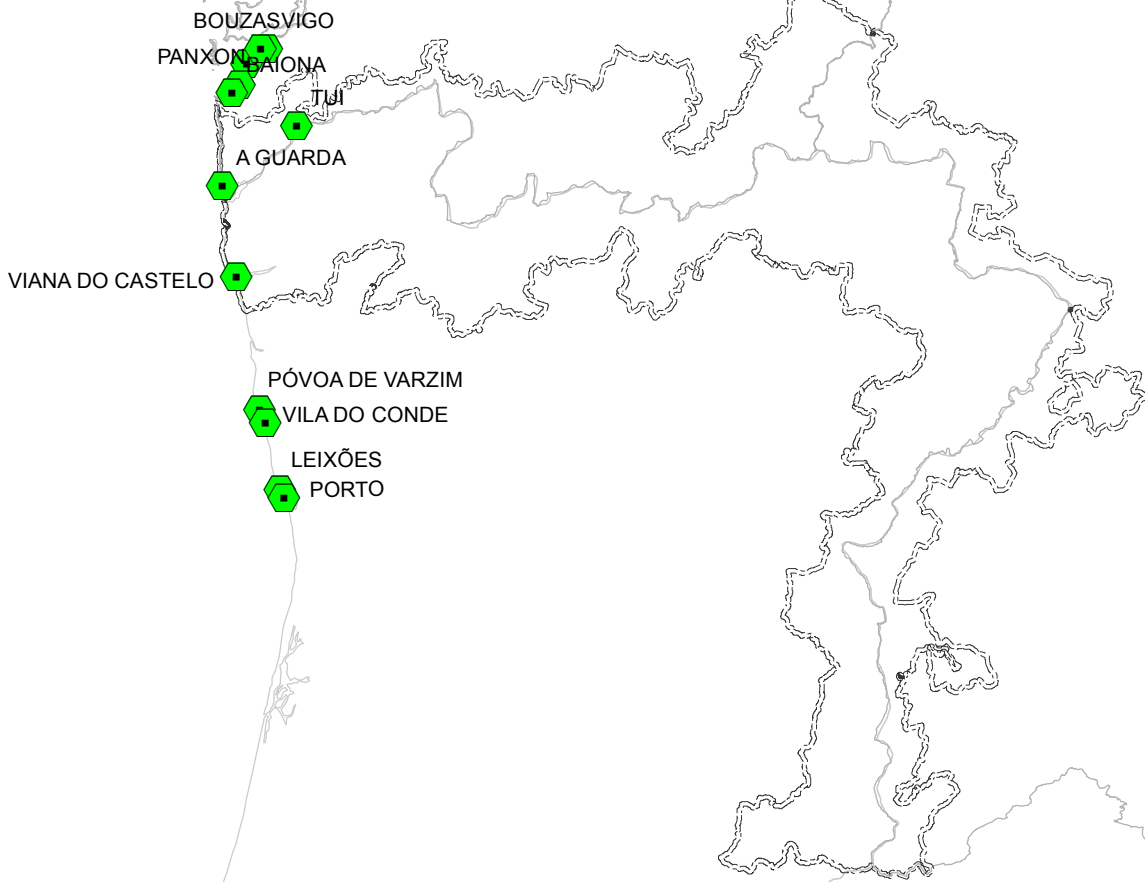 BOUZASVIGO
PANXON
BAIONA
TUI
A GUARDA
VIANA DO CASTELO
PÓVOA DE VARZIM
VILA DO CONDE
LEIXÕES
PORTO